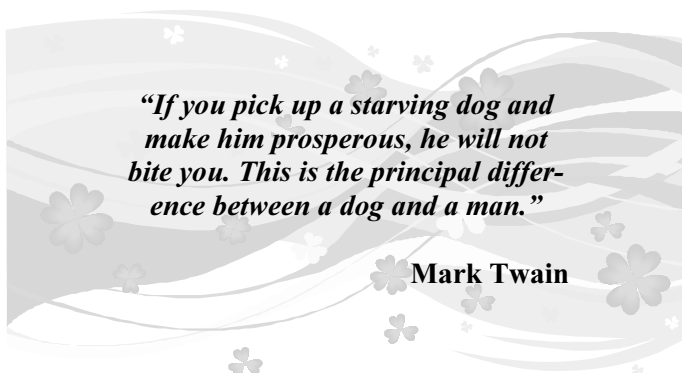 “If you pick up a starving dog and
make him prosperous, he will not
bite you. This is the principal differ-
ence between a dog and a man.”
Mark Twain